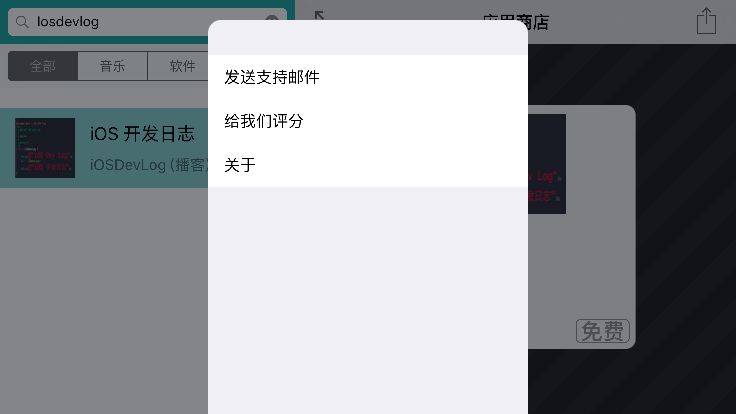 losdevlog
应用商店
全部
音乐
软件
发送支持邮件
给我们评分
关于
iOS 开发日志
iOSDevLog (播客)
免费